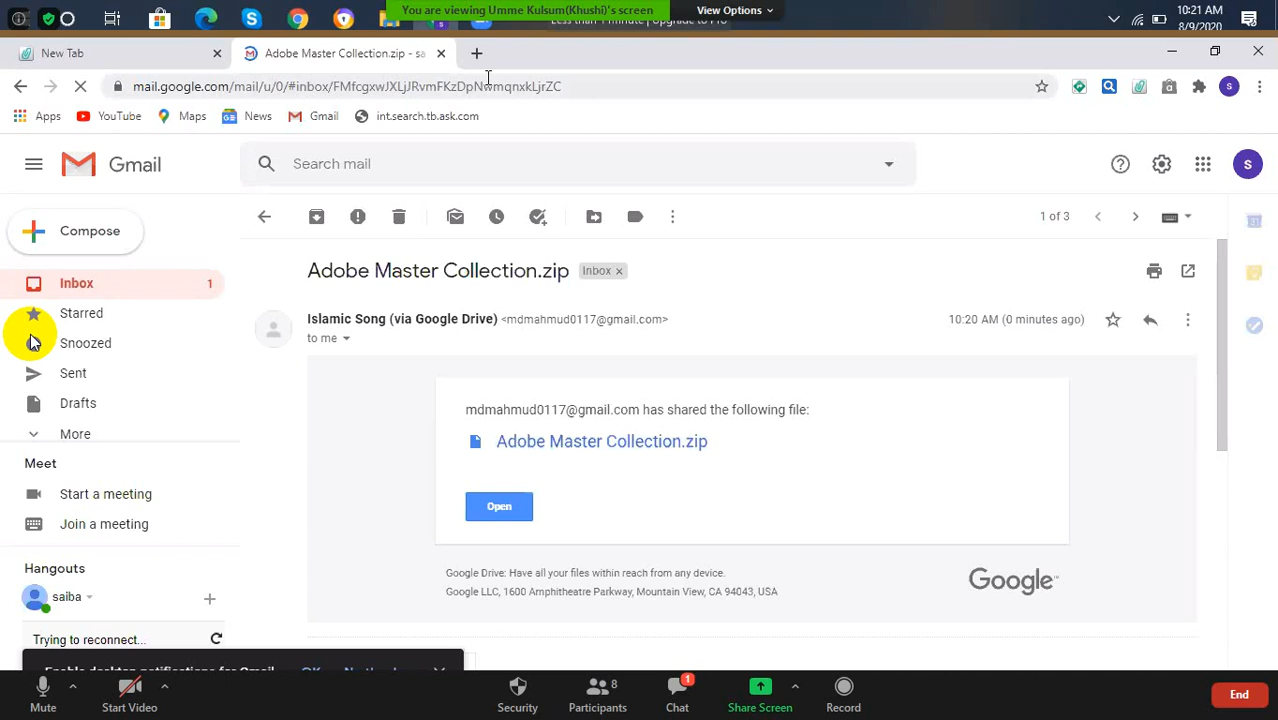 You are viewing Umme Kulsum(Khushi)'s screen
View Options
10:21 AM
8/9/2020
New Tab
Adobe Master Collection.zip - sa
mail.google.com/mail/u/0/#inbox/FMfcgxwJXLjJRvmFKzDpNwmqnxkLjrZC
Apps
YouTube
Maps
News
Gmail
int.search.tb.ask.com
Gmail
Search mail
S
Compose
1 of 3
Adobe Master Collection.zip
Inbox ×
Inbox 1
Starred
Snoozed
Sent
Drafts
More
Islamic Song (via Google Drive) <mdmahmud0117@gmail.com>
10:20 AM (0 minutes ago)
to me
mdmahmud0117@gmail.com has shared the following file:
Adobe Master Collection.zip
Open
Google Drive: Have all your files within reach from any device.
Google LLC, 1600 Amphitheatre Parkway, Mountain View, CA 94043, USA
Google
Meet
Start a meeting
Join a meeting
Hangouts
saiba
Trying to reconnect...
Enable desktop notifications for Gmail.
OK
Mute
Start Video
Security
8
Participants
1
Chat
Share Screen
Record
End